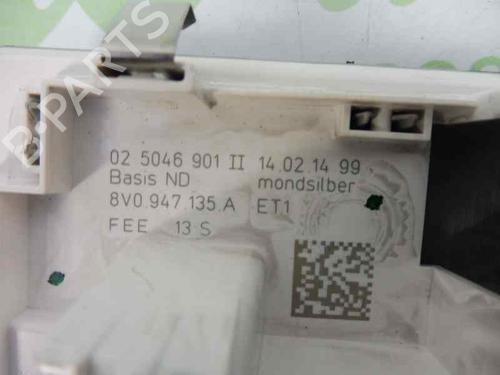 B-PARTS
02 5046 901 II 14.02.14 99
Basis ND mondsilber
8V0.947.135.A ET1
FEE 13 S